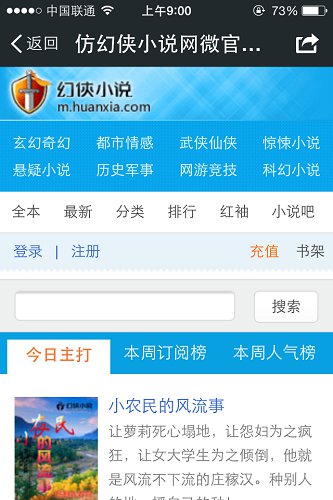 中国联通 上午9:00 73%
返回 仿幻侠小说网微官...
幻侠小说
m.huanxia.com
玄幻奇幻 都市情感 武侠仙侠 惊悚小说
悬疑小说 历史军事 网游竞技 科幻小说
全本 最新 分类 排行 红袖 小说吧
登录 | 注册 充值 书架
搜索
今日主打 本周订阅榜 本周人气榜
幻侠小说
小农民的风流事
让萝莉死心塌地，让怨妇为之疯
狂，让女大学生为之倾倒，他就
是风流不下流的庄稼汉。种别人